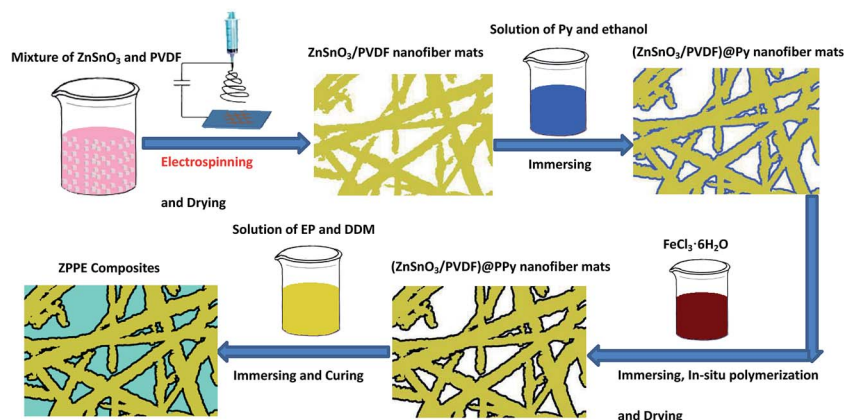 Mixture of ZnSnO₃ and PVDF
Electrospinning
and Drying
ZnSnO₃/PVDF nanofiber mats
Solution of Py and ethanol
Immersing
(ZnSnO₃/PVDF)@Py nanofiber mats
FeCl₃·6H₂O
Immersing, In-situ polymerization
and Drying
(ZnSnO₃/PVDF)@PPy nanofiber mats
Solution of EP and DDM
Immersing and Curing
ZPPE Composites